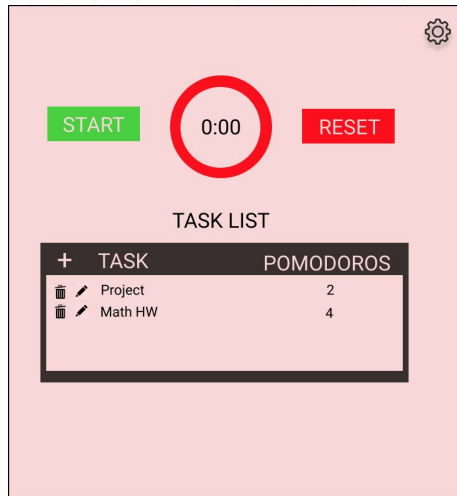 START 0:00 RESET
TASK LIST
+ TASK POMODOROS
Project 2
Math HW 4